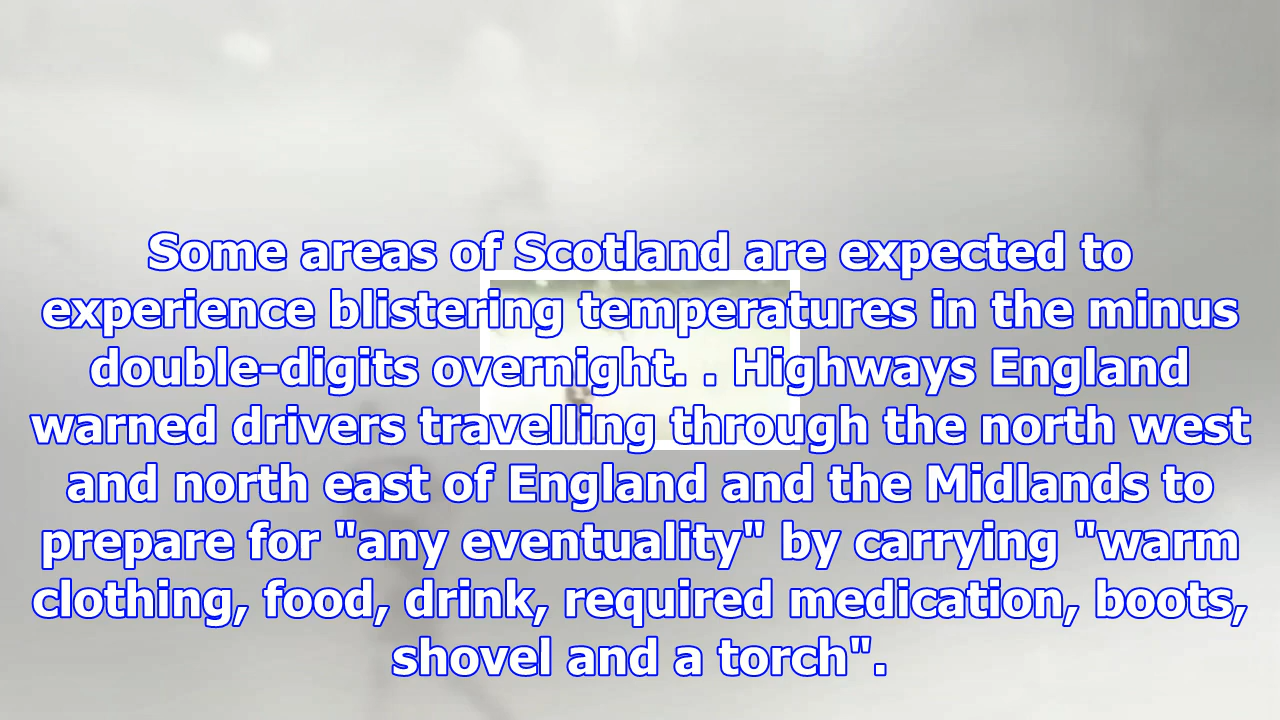 Some areas of Scotland are expected to
experience blistering temperatures in the minus
double-digits overnight. . Highways England
warned drivers travelling through the north west
and north east of England and the Midlands to
prepare for "any eventuality" by carrying "warm
clothing, food, drink, required medication, boots,
shovel and a torch".